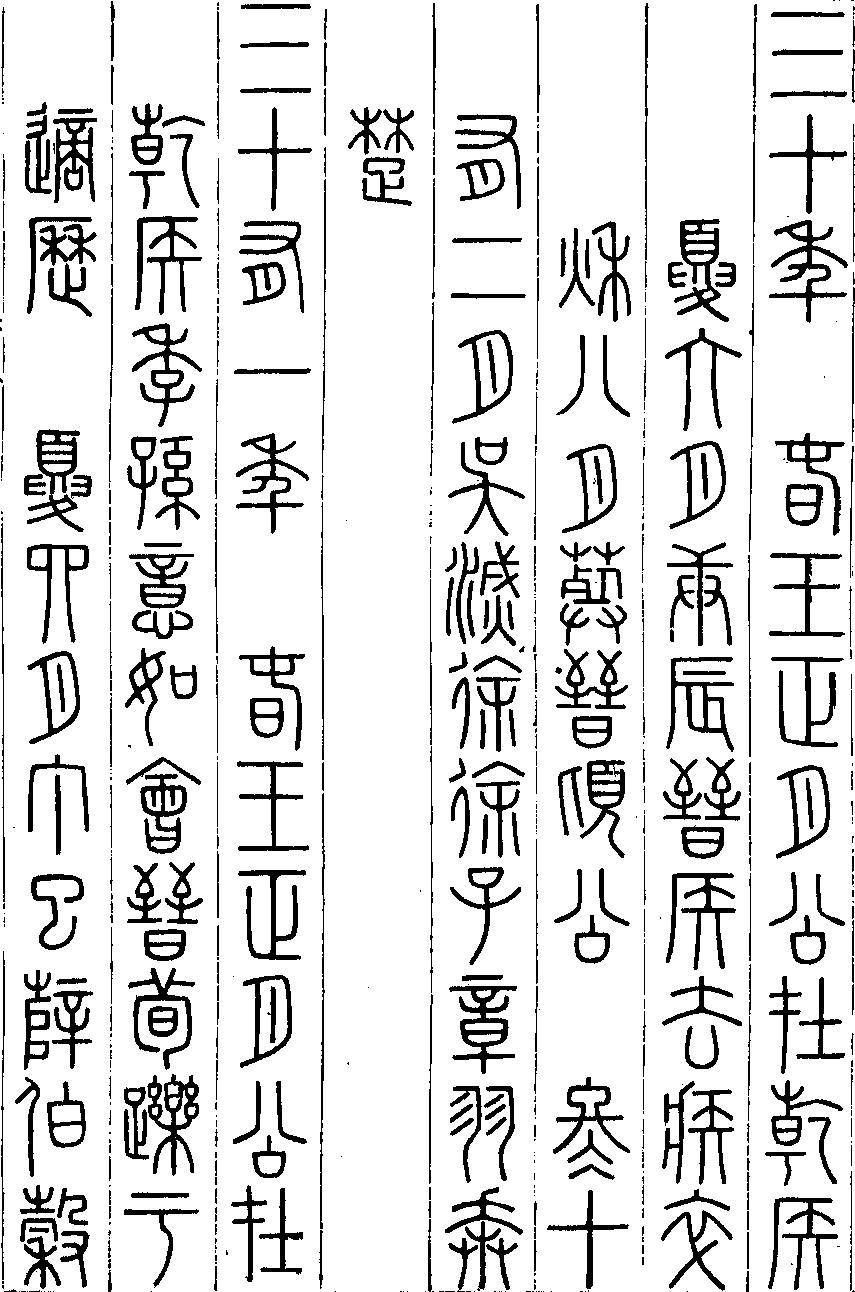 三十年 春王正月公在乾侯
夏六月庚辰晉侯去疾卒
秋八月葬晉頃公 冬十
有二月吳滅徐徐子章羽奔
楚
三十有一年 春王正月公在
乾侯季孫意如會晉荀躒于
適歷 夏四月丁巳薛伯穀